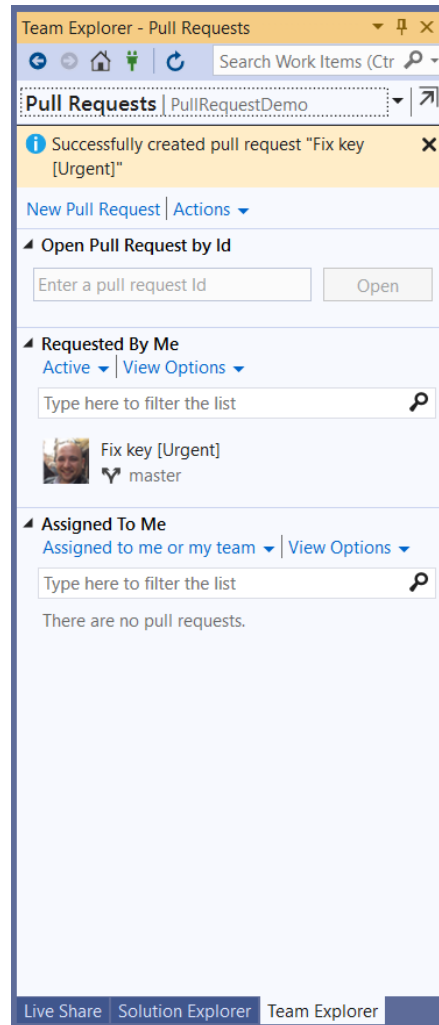 Team Explorer - Pull Requests
Search Work Items (Ctr
Pull Requests | PullRequestDemo
Successfully created pull request "Fix key
[Urgent]"
New Pull Request | Actions
Open Pull Request by Id
Enter a pull request Id
Open
Requested By Me
Active | View Options
Type here to filter the list
Fix key [Urgent]
master
Assigned To Me
Assigned to me or my team | View Options
Type here to filter the list
There are no pull requests.
Live Share Solution Explorer Team Explorer